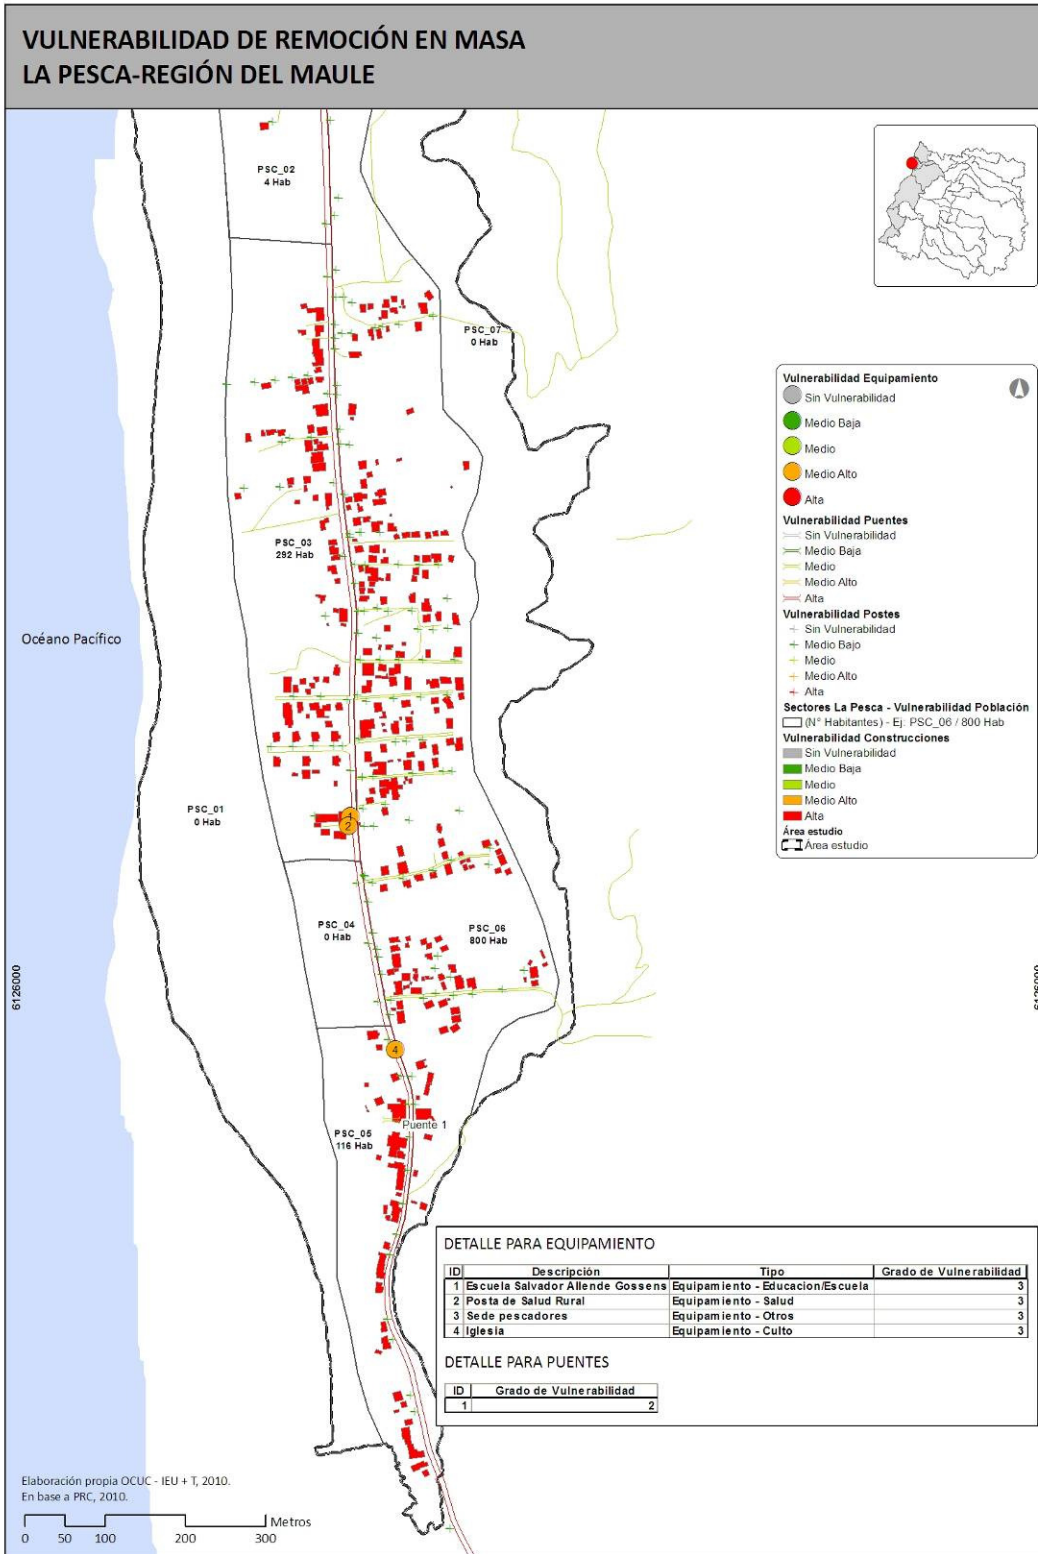 VULNERABILIDAD DE REMOCIÓN EN MASA
LA PESCA-REGIÓN DEL MAULE
PSC_02
4 Hab
PSC_07
0 Hab
Vulnerabilidad Equipamiento
Sin Vulnerabilidad
Medio Baja
Medio
Medio Alto
Alta
Vulnerabilidad Puentes
Sin Vulnerabilidad
Medio Baja
Medio
Medio Alto
Alta
Vulnerabilidad Postes
Sin Vulnerabilidad
Medio Bajo
Medio
Medio Alto
Alta
Sectores La Pesca - Vulnerabilidad Población
(N° Habitantes) - Ej: PSC_06 / 800 Hab
Vulnerabilidad Construcciones
Sin Vulnerabilidad
Medio Baja
Medio
Medio Alto
Alta
Área estudio
Área estudio
PSC_03
292 Hab
Océano Pacífico
PSC_01
0 Hab
1
2
PSC_04
0 Hab
PSC_06
800 Hab
6126000
6126000
4
Puente 1
PSC_05
116 Hab
DETALLE PARA EQUIPAMIENTO
ID Descripción Tipo Grado de Vulnerabilidad
1 Escuela Salvador Allende Gossens Equipamiento - Educacion/Escuela 3
2 Posta de Salud Rural Equipamiento - Salud 3
3 Sede pescadores Equipamiento - Otros 3
4 Iglesia Equipamiento - Culto 3
DETALLE PARA PUENTES
ID Grado de Vulnerabilidad
1 2
Elaboración propia OCUC - IEU + T, 2010.
En base a PRC, 2010.
Metros
0 50 100 200 300